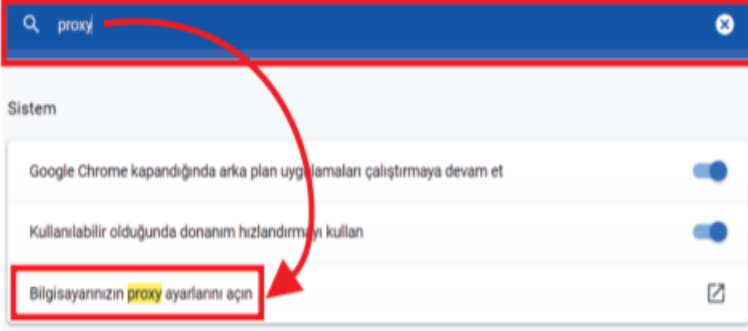 proxy
Sistem
Google Chrome kapandığında arka plan uygulamaları çalıştırmaya devam et
Kullanılabilir olduğunda donanım hızlandırmayı kullan
Bilgisayarınızın proxy ayarlarını açın